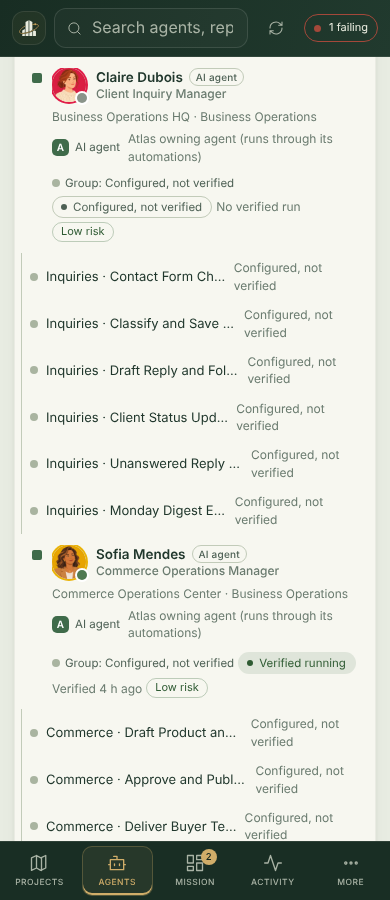 Search agents, rep
1 failing
Claire Dubois AI agent
Client Inquiry Manager
Business Operations HQ · Business Operations
A AI agent Atlas owning agent (runs through its
automations)
Group: Configured, not verified
Configured, not verified No verified run
Low risk
Inquiries · Contact Form Ch... Configured, not
verified
Inquiries · Classify and Save ... Configured, not
verified
Inquiries · Draft Reply and Fol... Configured, not
verified
Inquiries · Client Status Upd... Configured, not
verified
Inquiries · Unanswered Reply ... Configured, not
verified
Inquiries · Monday Digest E... Configured, not
verified
Sofia Mendes AI agent
Commerce Operations Manager
Commerce Operations Center · Business Operations
A AI agent Atlas owning agent (runs through its
automations)
Group: Configured, not verified Verified running
Verified 4 h ago Low risk
Commerce · Draft Product an... Configured, not
verified
Commerce · Approve and Publ... Configured, not
verified
Commerce · Deliver Buyer Te... Configured, not
verified
2
PROJECTS AGENTS MISSION ACTIVITY MORE